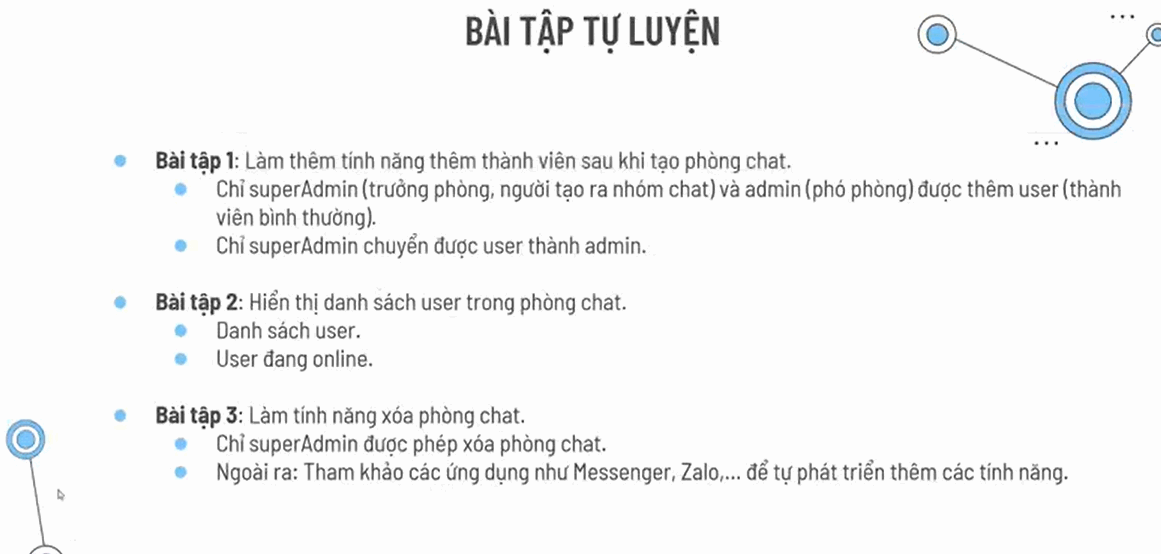 BÀI TẬP TỰ LUYỆN
Bài tập 1: Làm thêm tính năng thêm thành viên sau khi tạo phòng chat.
Chỉ superAdmin (trưởng phòng, người tạo ra nhóm chat) và admin (phó phòng) được thêm user (thành
viên bình thường).
Chỉ superAdmin chuyển được user thành admin.
Bài tập 2: Hiển thị danh sách user trong phòng chat.
Danh sách user.
User đang online.
Bài tập 3: Làm tính năng xóa phòng chat.
Chỉ superAdmin được phép xóa phòng chat.
Ngoài ra: Tham khảo các ứng dụng như Messenger, Zalo,... để tự phát triển thêm các tính năng.